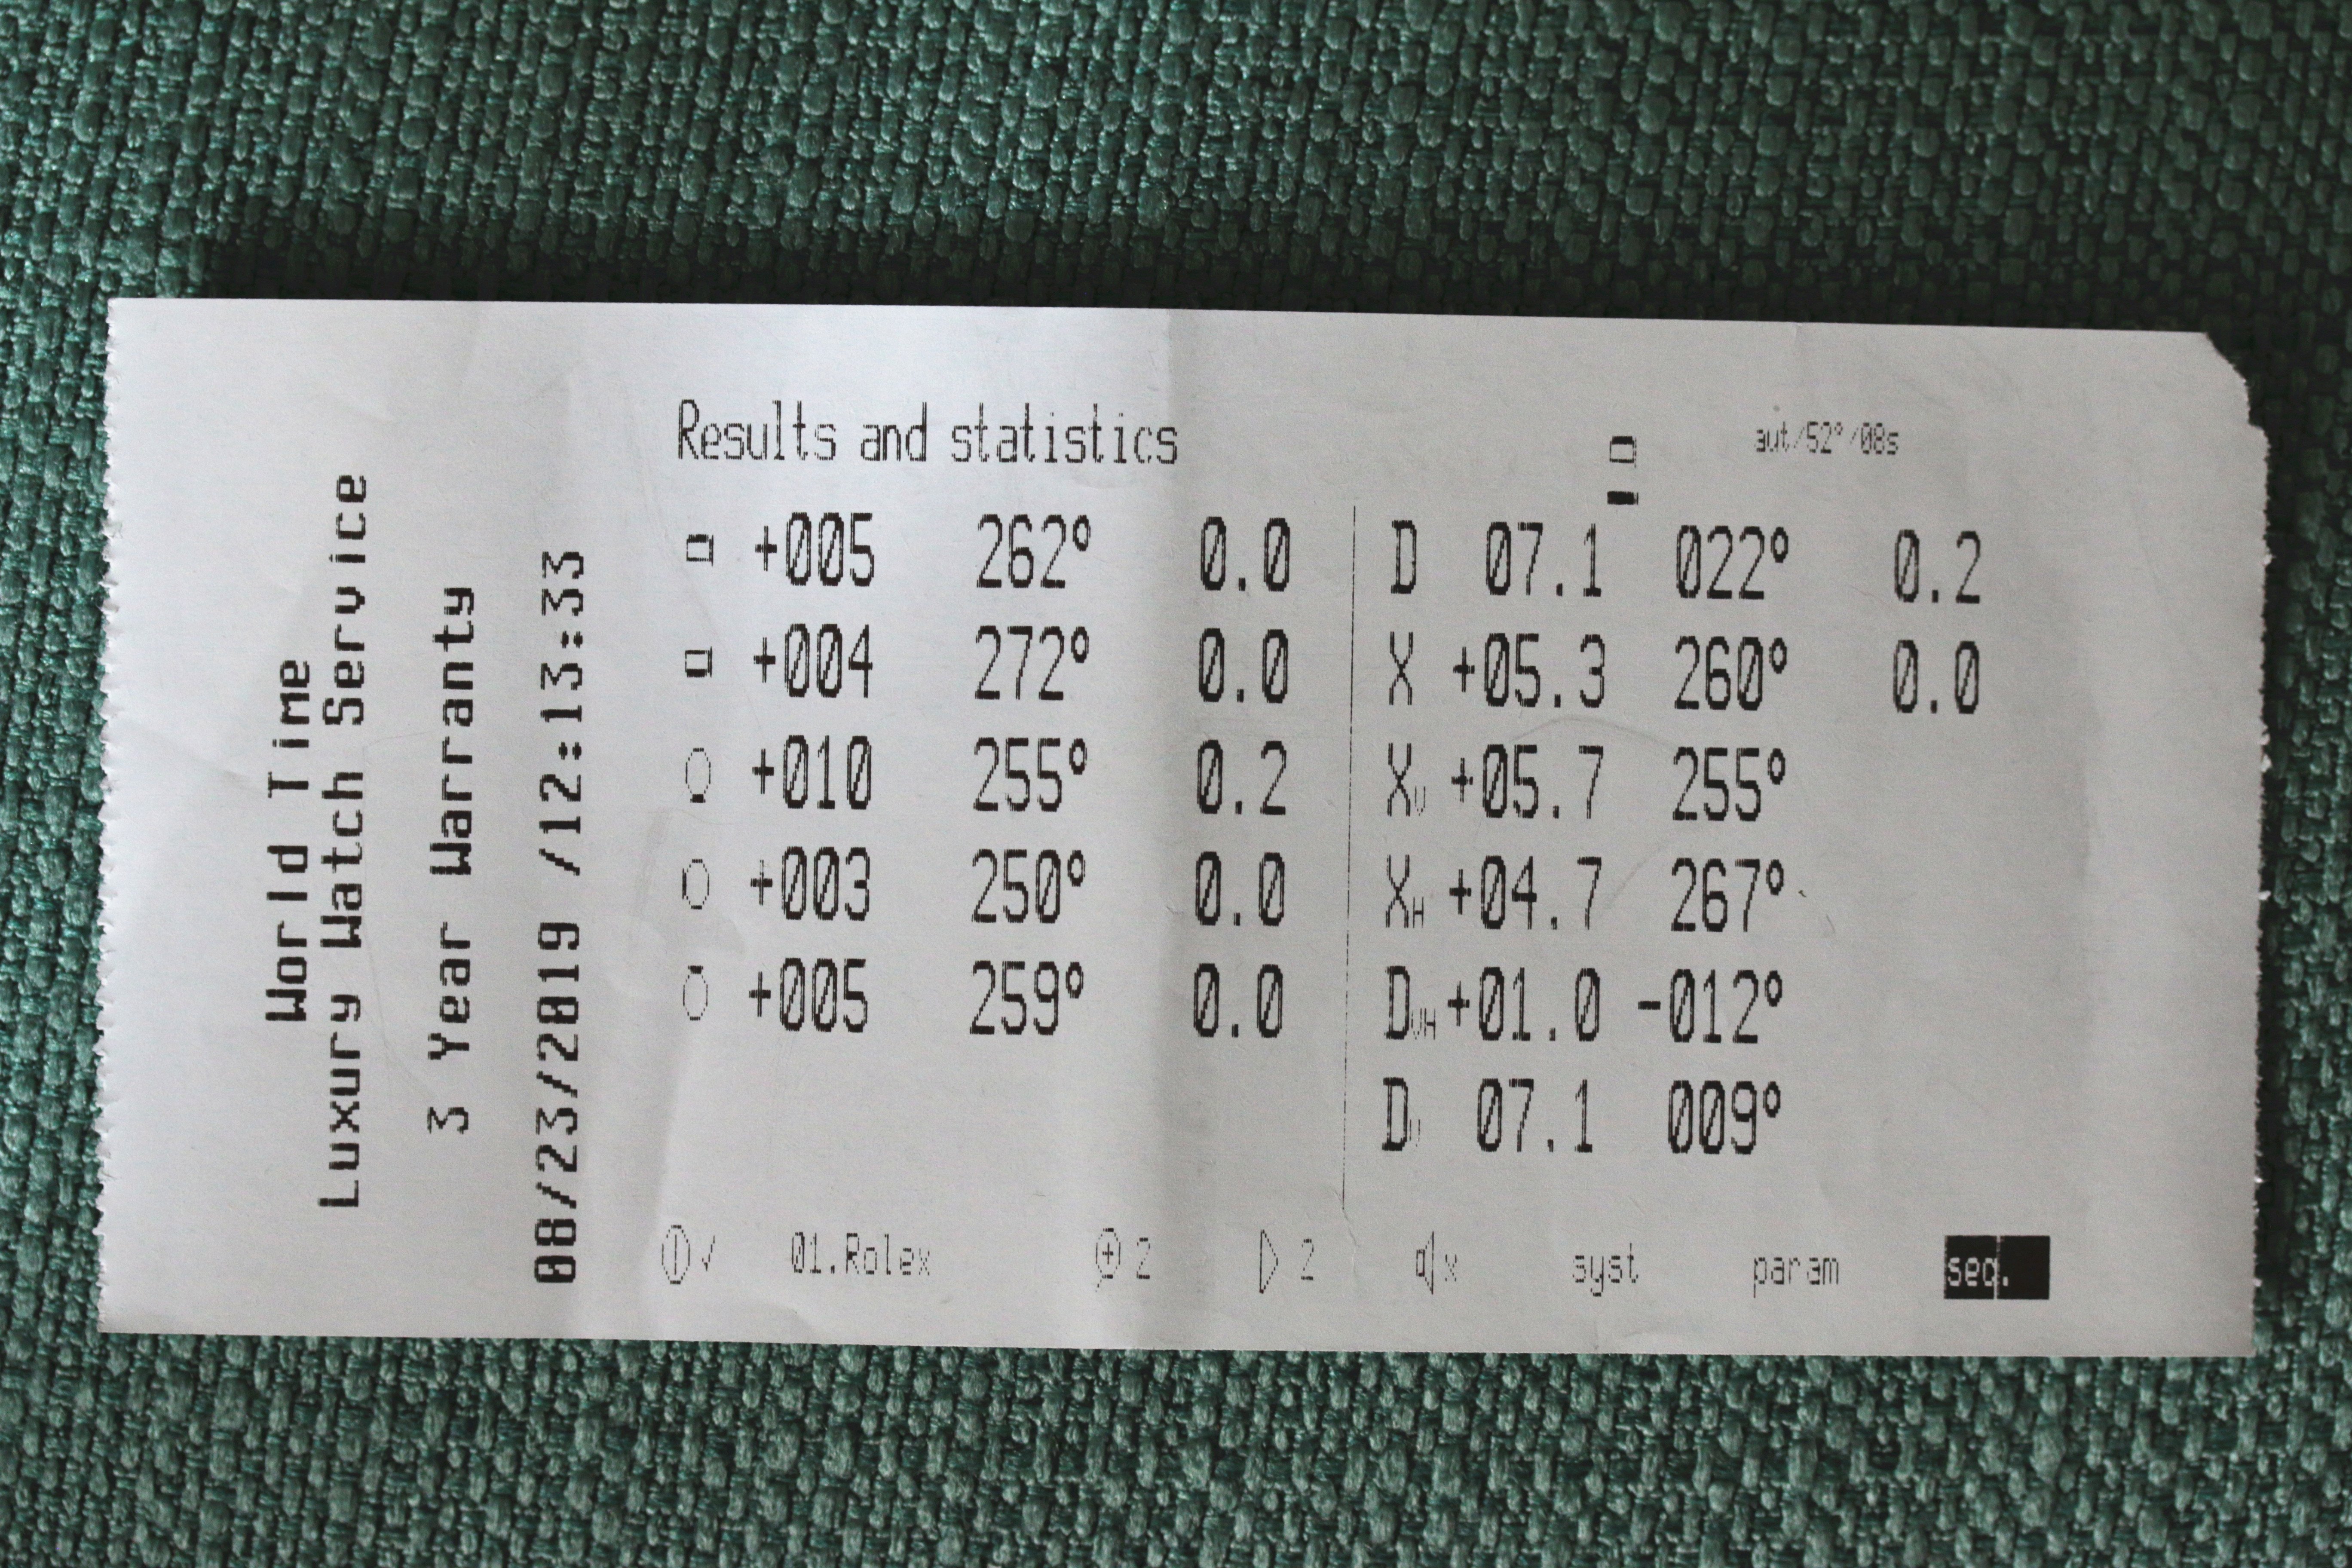 World Time
Luxury Watch Service
3 Year Warranty
08/23/2019 /12:13:33
Results and statistics
aut/52°/08s
+005 262° 0.0
+004 272° 0.0
+010 255° 0.2
+003 250° 0.0
+005 259° 0.0
D 07.1 022° 0.2
X +05.3 260° 0.0
Xv +05.7 255°
XH +04.7 267°
DVH +01.0 -012°
D 07.1 009°
01.Rolex 2 2 x syst param seq.